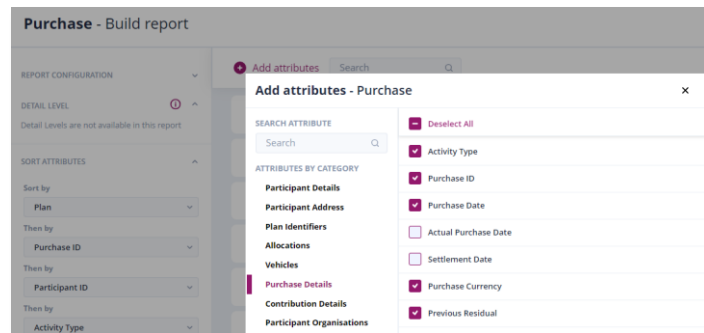 Purchase - Build report
REPORT CONFIGURATION
DETAIL LEVEL
Detail Levels are not available in this report
SORT ATTRIBUTES
Sort by
Plan
Then by
Purchase ID
Then by
Participant ID
Then by
Activity Type
Add attributes
Search
Add attributes - Purchase
SEARCH ATTRIBUTE
Search
ATTRIBUTES BY CATEGORY
Participant Details
Participant Address
Plan Identifiers
Allocations
Vehicles
Purchase Details
Contribution Details
Participant Organisations
Deselect All
Activity Type
Purchase ID
Purchase Date
Actual Purchase Date
Settlement Date
Purchase Currency
Previous Residual